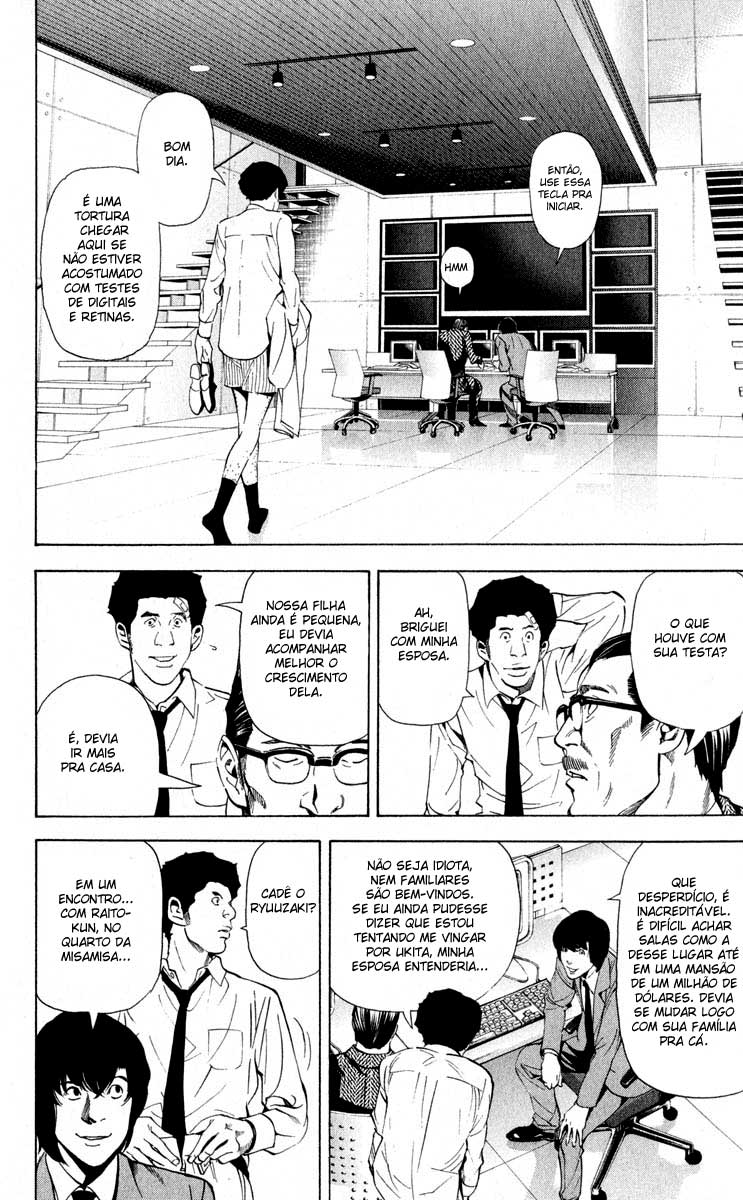 ENTÃO,
USE ESSA
TECLA PRA
INICIAR.
HMM
BOM
DIA.
É UMA
TORTURA
CHEGAR
AQUI SE
NÃO ESTIVER
ACOSTUMADO
COM TESTES
DE DIGITAIS
E RETINAS.
O QUE
HOUVE COM
SUA TESTA?
AH,
BRIGUEI
COM MINHA
ESPOSA.
NOSSA FILHA
AINDA É PEQUENA,
EU DEVIA
ACOMPANHAR
MELHOR O
CRESCIMENTO
DELA.
É, DEVIA
IR MAIS
PRA CASA.
QUE
DESPERDÍCIO, É
INACREDITÁVEL.
É DIFÍCIL ACHAR
SALAS COMO A
DESSE LUGAR ATÉ
EM UMA MANSÃO
DE UM MILHÃO DE
DÓLARES. DEVIA
SE MUDAR LOGO
COM SUA FAMÍLIA
PRA CÁ.
NÃO SEJA IDIOTA,
NEM FAMILIARES
SÃO BEM-VINDOS.
SE EU AINDA PUDESSE
DIZER QUE ESTOU
TENTANDO ME VINGAR
POR UKITA, MINHA
ESPOSA ENTENDERIA...
CADÊ O
RYUUZAKI?
EM UM
ENCONTRO...
COM RAITO-
KUN, NO
QUARTO DA
MISAMISA...